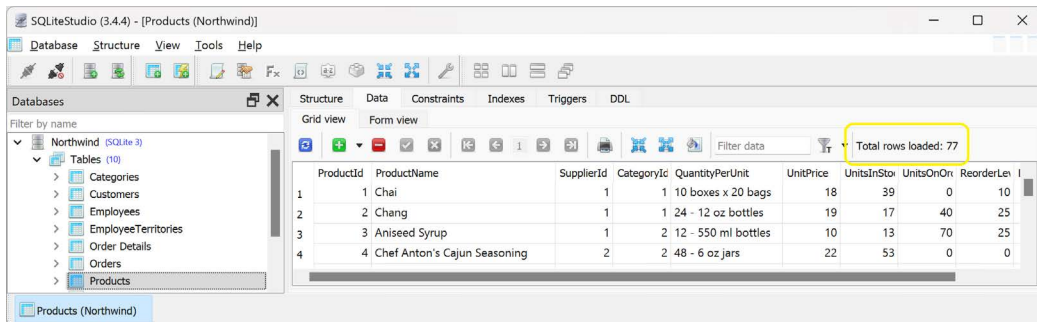 SQLiteStudio (3.4.4) - [Products (Northwind)]
Database Structure View Tools Help
Databases
Filter by name
Northwind (SQLite 3)
Tables (10)
Categories
Customers
Employees
EmployeeTerritories
Order Details
Orders
Products
Structure Data Constraints Indexes Triggers DDL
Grid view Form view
1 Filter data Total rows loaded: 77
ProductId ProductName SupplierId CategoryId QuantityPerUnit UnitPrice UnitsInSto UnitsOnOr ReorderLev
1 1 Chai 1 1 10 boxes x 20 bags 18 39 0 10
2 2 Chang 1 1 24 - 12 oz bottles 19 17 40 25
3 3 Aniseed Syrup 1 2 12 - 550 ml bottles 10 13 70 25
4 4 Chef Anton's Cajun Seasoning 2 2 48 - 6 oz jars 22 53 0 0
Products (Northwind)